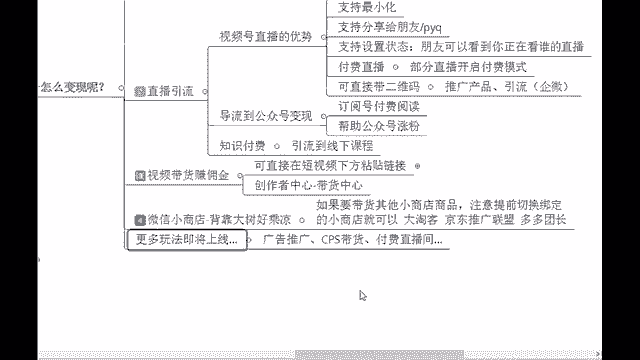 支持最小化
支持分享给朋友/pyq
视频号直播的优势
支持设置状态：朋友可以看到你正在看谁的直播
付费直播
部分直播开启付费模式
怎么变现呢？
直播引流
可直接带二维码
推广产品、引流（企微）
订阅号付费阅读
导流到公众号变现
帮助公众号涨粉
知识付费
引流到线下课程
可直接在短视频下方粘贴链接
视频带货赚佣金
创作者中心-带货中心
如果要带货其他小商店商品，注意提前切换绑定
微信小商店-背靠大树好乘凉
的小商店就可以 大淘客 京东推广联盟 多多团长
更多玩法即将上线...
广告推广、CPS带货、付费直播间...